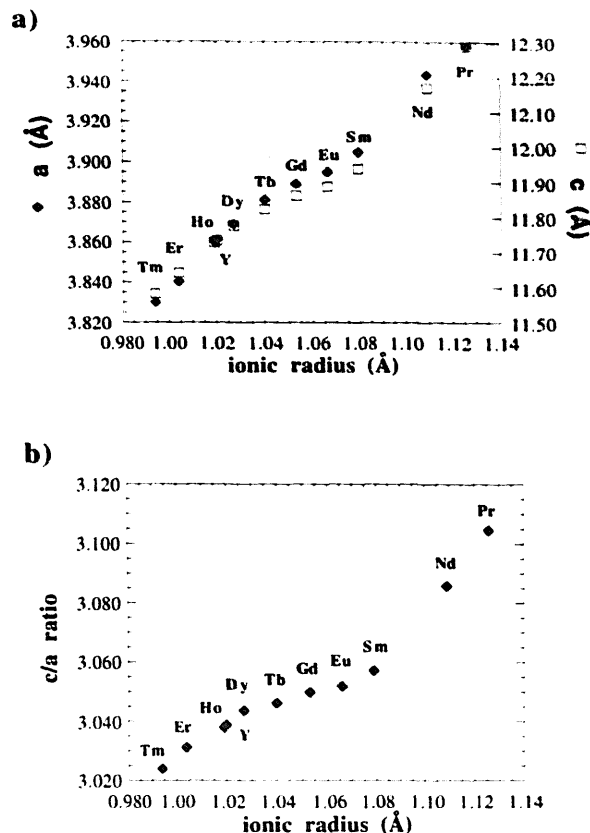 a)
3.960
12.30
Pr
3.940
12.20
Nd
12.10
3.920
Sm
Eu
12.00
3.900
Gd
Tb
11.90
3.880
Dy
Ho
11.80
3.860
Y
11.70
Er
3.840
Tm
11.60
3.820
11.50
a (Å)
c (Å)
0.980 1.00 1.02 1.04 1.06 1.08 1.10 1.12 1.14
ionic radius (Å)
b)
3.120
Pr
3.100
Nd
3.080
Sm
3.060
Eu
Gd
Tb
Dy
3.040
Ho
Y
Er
Tm
3.020
c/a ratio
0.980 1.00 1.02 1.04 1.06 1.08 1.10 1.12 1.14
ionic radius (Å)